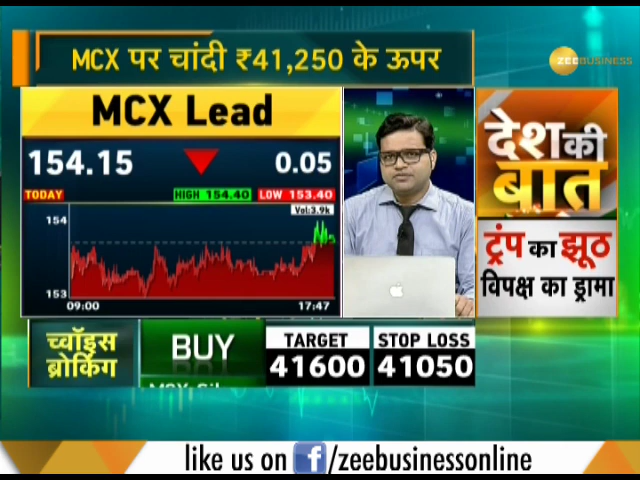 MCX पर चांदी ₹41,250 के ऊपर
ZEE BUSINESS
MCX Lead
154.15 0.05
TODAY HIGH 154.40 LOW 153.40
Vol:3.9k
154
153
09:00 17:47
देश की
बात
ट्रंप का झूठ
विपक्ष का ड्रामा
च्वॉइस
ब्रोकिंग
BUY
TARGET
41600
STOP LOSS
41050
like us on f/zeebusinessonline